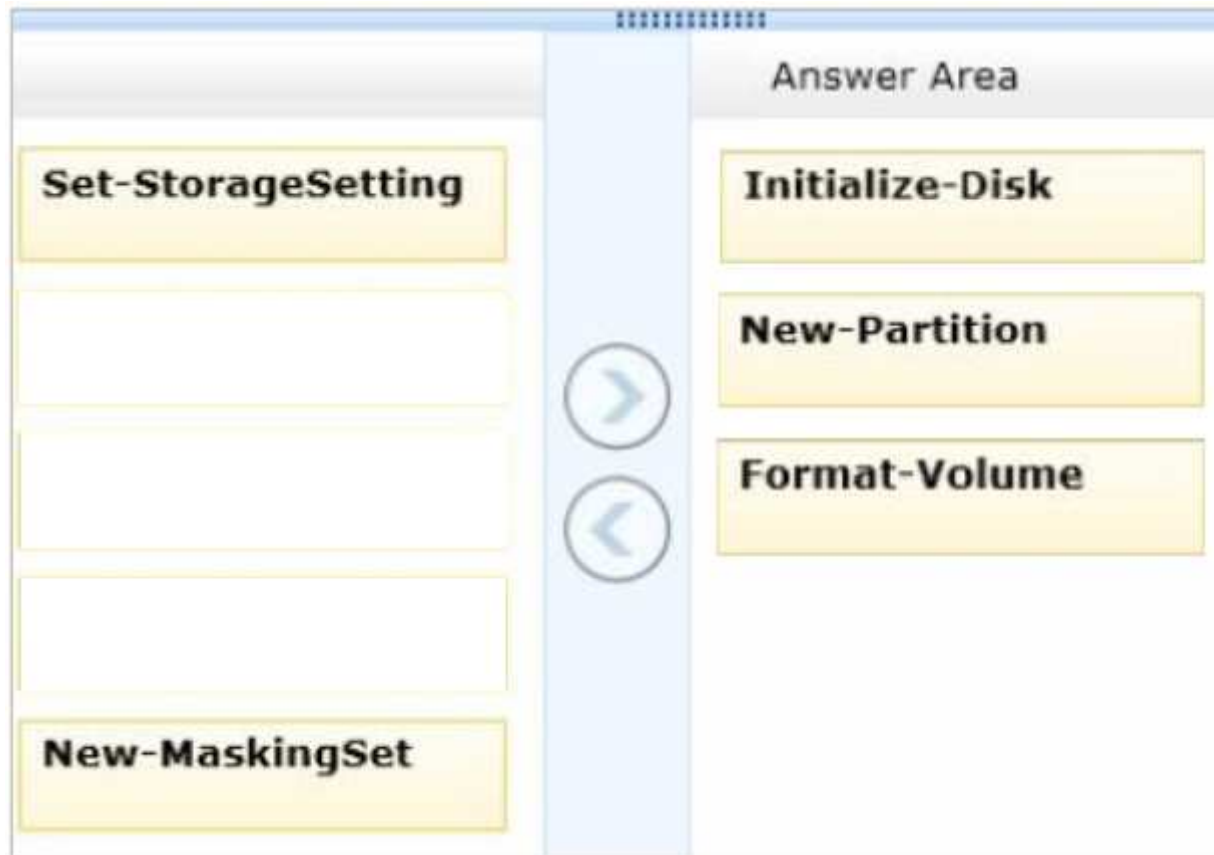 Answer Area
Set-StorageSetting
New-MaskingSet
Initialize-Disk
New-Partition
Format-Volume